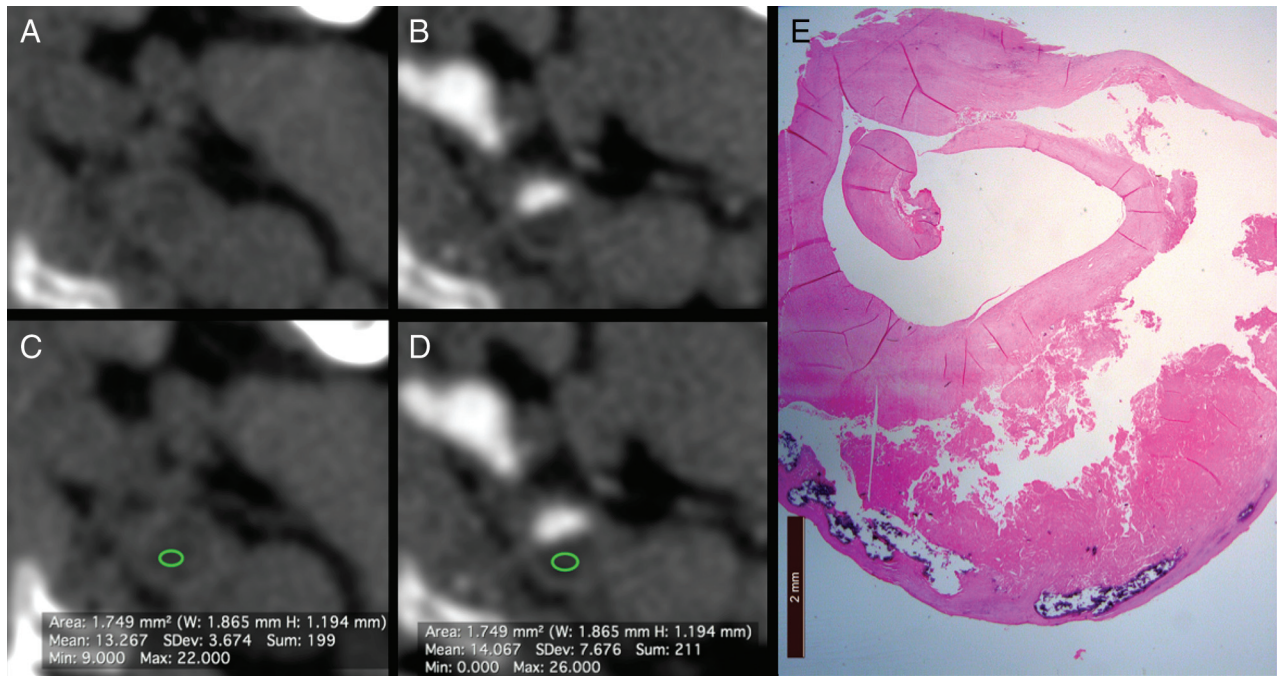 A
B
C
Area: 1.749 mm² (W: 1.865 mm H: 1.194 mm)
Mean: 13.267 SDev: 3.674 Sum: 199
Min: 9.000 Max: 22.000
D
Area: 1.749 mm² (W: 1.865 mm H: 1.194 mm)
Mean: 14.067 SDev: 7.676 Sum: 211
Min: 0.000 Max: 26.000
E
2 mm